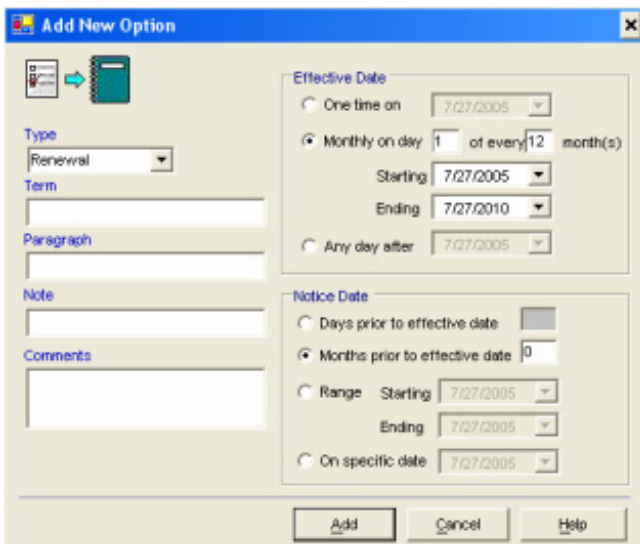 Add New Option
Type
Renewal
Term
Paragraph
Note
Comments
Effective Date
One time on 7/27/2005
Monthly on day 1 of every 12 month(s)
Starting 7/27/2005
Ending 7/27/2010
Any day after 7/27/2005
Notice Date
Days prior to effective date
Months prior to effective date 0
Range Starting 7/27/2005
Ending 7/27/2005
On specific date 7/27/2005
Add Cancel Help